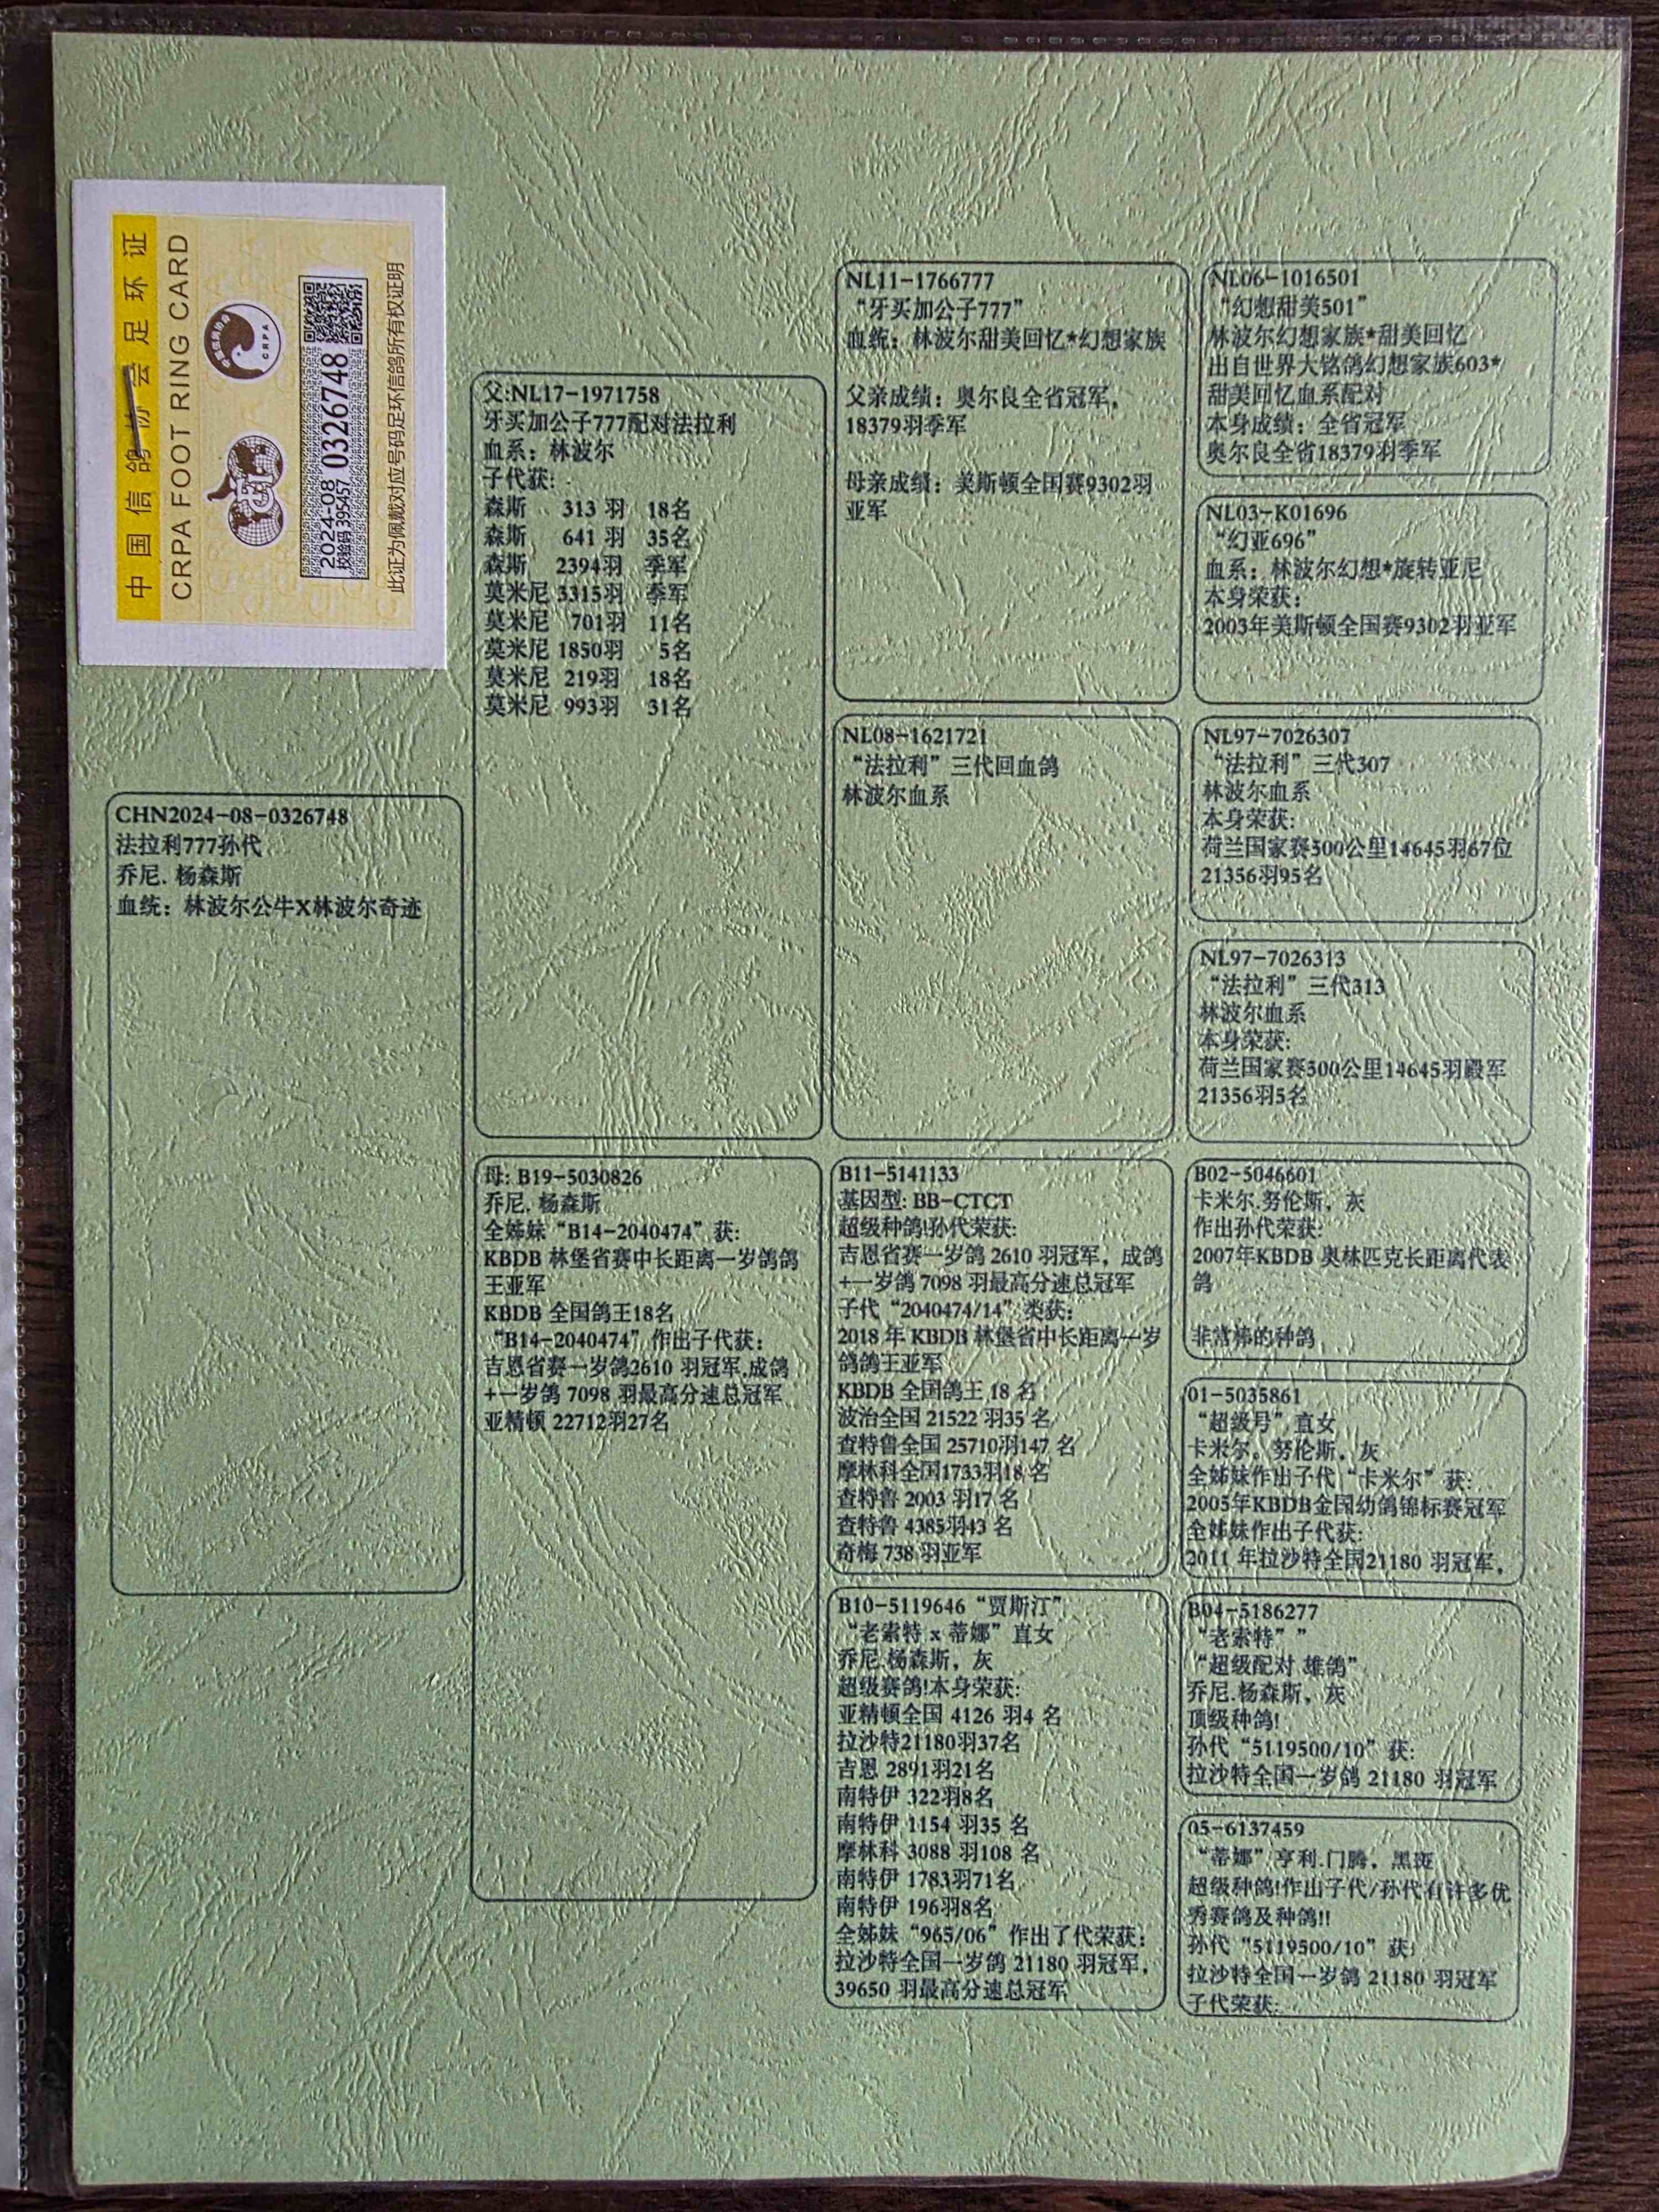 中国信鸽协会足环证
CRPA FOOT RING CARD
CRPA
2024-08 0326748
校验码 395457
此证为佩戴对应号码足环信鸽所有权证明
CHN2024-08-0326748
法拉利777孙代
乔尼. 杨森斯
血统：林波尔公牛X林波尔奇迹
父:NL17-1971758
牙买加公子777配对法拉利
血系：林波尔
子代获:
森斯 313 羽 18名
森斯 641 羽 35名
森斯 2394羽 季军
莫米尼 3315羽 季军
莫米尼 701羽 11名
莫米尼 1850羽 5名
莫米尼 219羽 18名
莫米尼 993羽 31名
母: B19-5030826
乔尼. 杨森斯
全姊妹“B14-2040474”获:
KBDB 林堡省赛中长距离一岁鸽鸽
王亚军
KBDB 全国鸽王18名
“B14-2040474”作出子代获:
吉恩省赛一岁鸽2610 羽冠军,成鸽
+一岁鸽 7098 羽最高分速总冠军
亚精顿 22712羽27名
NL11-1766777
“牙买加公子777”
血统：林波尔甜美回忆*幻想家族
父亲成绩：奥尔良全省冠军，
18379羽季军
母亲成绩：美斯顿全国赛9302羽
亚军
NL08-1621721
“法拉利”三代回血鸽
林波尔血系
B11-5141133
基因型: BB-CTCT
超级种鸽!孙代荣获:
吉恩省赛一岁鸽 2610 羽冠军，成鸽
+一岁鸽 7098 羽最高分速总冠军
子代“2040474/14”类获:
2018 年 KBDB 林堡省中长距离一岁
鸽鸽王亚军
KBDB 全国鸽王 18 名
波治全国 21522 羽35 名
查特鲁全国 25710羽147 名
摩林科全国1733羽18 名
查特鲁 2003 羽17 名
查特鲁 4385羽43 名
奇梅 738 羽亚军
B10-5119646“贾斯汀”
“老索特 x 蒂娜”直女
乔尼.杨森斯，灰
超级赛鸽!本身荣获:
亚精顿全国 4126 羽4 名
拉沙特21180羽37名
吉恩 2891羽21名
南特伊 322羽8名
南特伊 1154 羽35 名
摩林科 3088 羽108 名
南特伊 1783羽71名
南特伊 196羽8名
全姊妹“965/06”作出了代荣获:
拉沙特全国一岁鸽 21180 羽冠军，
39650 羽最高分速总冠军
NL06-1016501
“幻想甜美501”
林波尔幻想家族*甜美回忆
出自世界大铭鸽幻想家族603*
甜美回忆血系配对
本身成绩：全省冠军
奥尔良全省18379羽季军
NL03-K01696
“幻亚696”
血系：林波尔幻想*旋转亚尼
本身荣获：
2003年美斯顿全国赛9302羽亚军
NL97-7026307
“法拉利”三代307
林波尔血系
本身荣获:
荷兰国家赛500公里14645羽67位
21356羽95名
NL97-7026313
“法拉利”三代313
林波尔血系
本身荣获:
荷兰国家赛500公里14645羽殿军
21356羽5名
B02-5046601
卡米尔.努伦斯，灰
作出孙代荣获:
2007年KBDB 奥林匹克长距离代表
鸽
非常棒的种鸽
01-5035861
“超级号”直女
卡米尔。努伦斯，灰
全姊妹作出子代“卡米尔”获:
2005年KBDB金国幼鸽锦标赛冠军
全姊妹作出子代获:
2011 年拉沙特全国21180 羽冠军，
B04-5186277
“老索特””
“超级配对 雄鸽”
乔尼.杨森斯，灰
顶级种鸽!
孙代“5119500/10”获:
拉沙特全国一岁鸽 21180 羽冠军
05-6137459
“蒂娜”亨利.门腾，黑斑
超级种鸽!作出子代/孙代有许多优
秀赛鸽及种鸽!!
孙代“5119500/10”获:
拉沙特全国一岁鸽 21180 羽冠军
子代荣获: